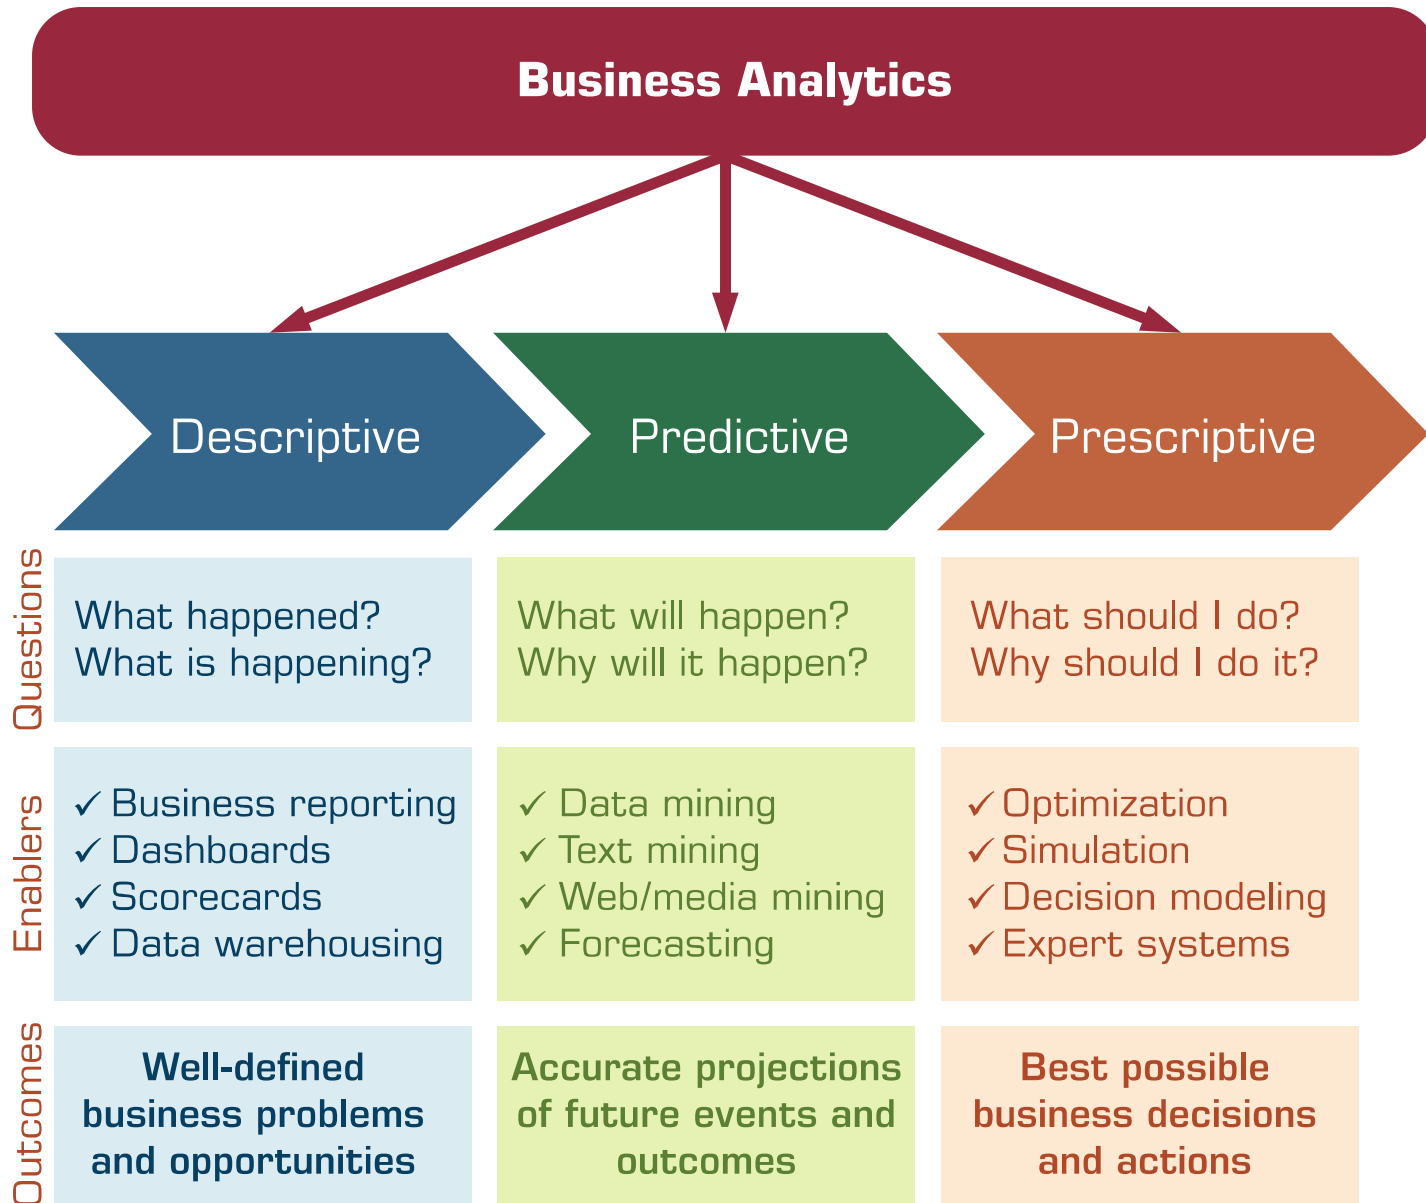 Business Analytics
Descriptive
Predictive
Prescriptive
Questions
What happened?
What is happening?
What will happen?
Why will it happen?
What should I do?
Why should I do it?
Enablers
✓ Business reporting
✓ Dashboards
✓ Scorecards
✓ Data warehousing
✓ Data mining
✓ Text mining
✓ Web/media mining
✓ Forecasting
✓ Optimization
✓ Simulation
✓ Decision modeling
✓ Expert systems
Outcomes
Well-defined
business problems
and opportunities
Accurate projections
of future events and
outcomes
Best possible
business decisions
and actions